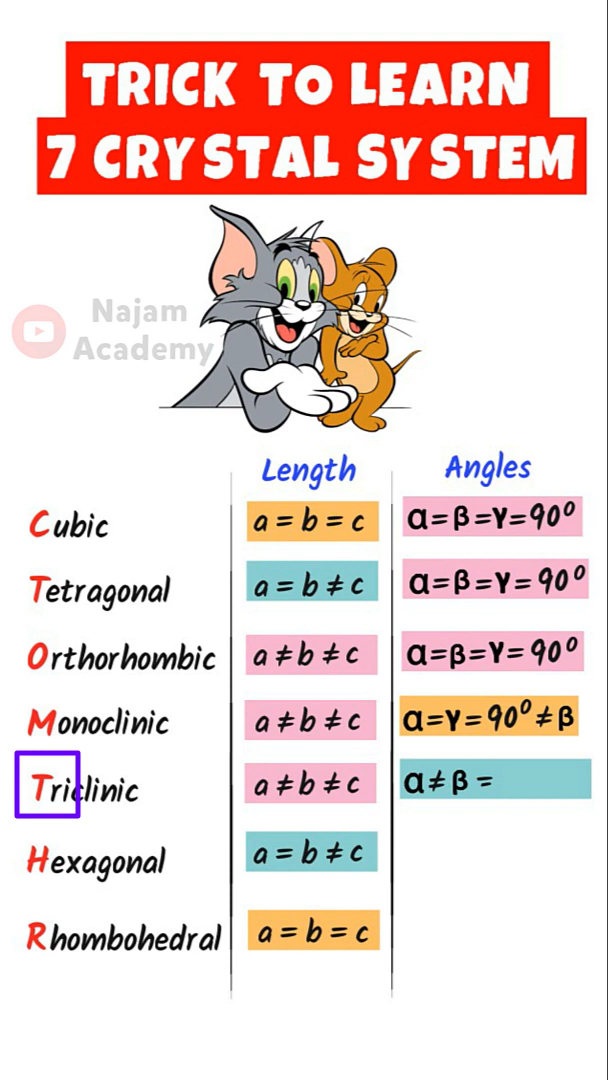 TRICK TO LEARN
7 CRYSTAL SYSTEM
Najam
Academy
Length Angles
Cubic a = b = c α=β=γ=90⁰
Tetragonal a = b ≠ c α=β=γ=90⁰
Orthorhombic a ≠ b ≠ c α=β=γ=90⁰
Monoclinic a ≠ b ≠ c α=γ=90⁰≠β
Triclinic a ≠ b ≠ c α≠β =
Hexagonal a = b ≠ c
Rhombohedral a = b = c